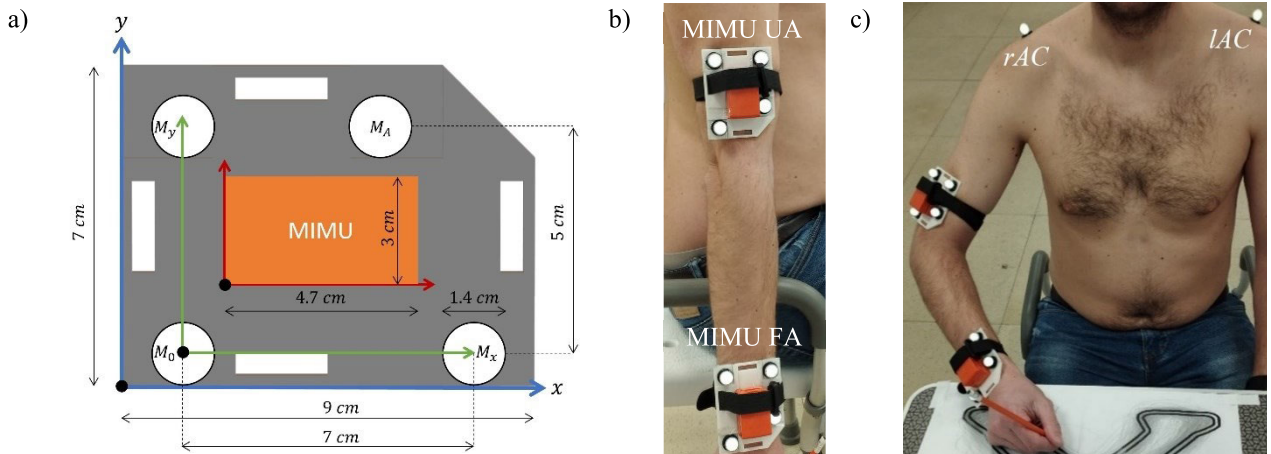 a)
y
7 cm
M_y
M_A
MIMU
3 cm
5 cm
4.7 cm
1.4 cm
M_0
M_x
x
9 cm
7 cm
b)
MIMU UA
MIMU FA
c)
rAC
lAC